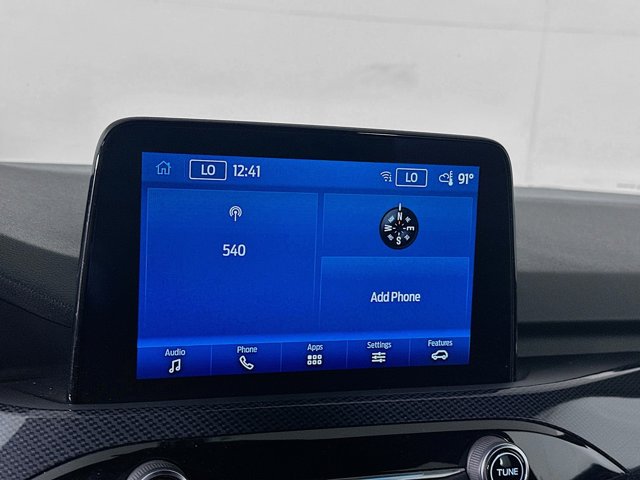 LO 12:41 LO 91°
540
N
W E
S
Add Phone
Audio Phone Apps Settings Features
TUNE